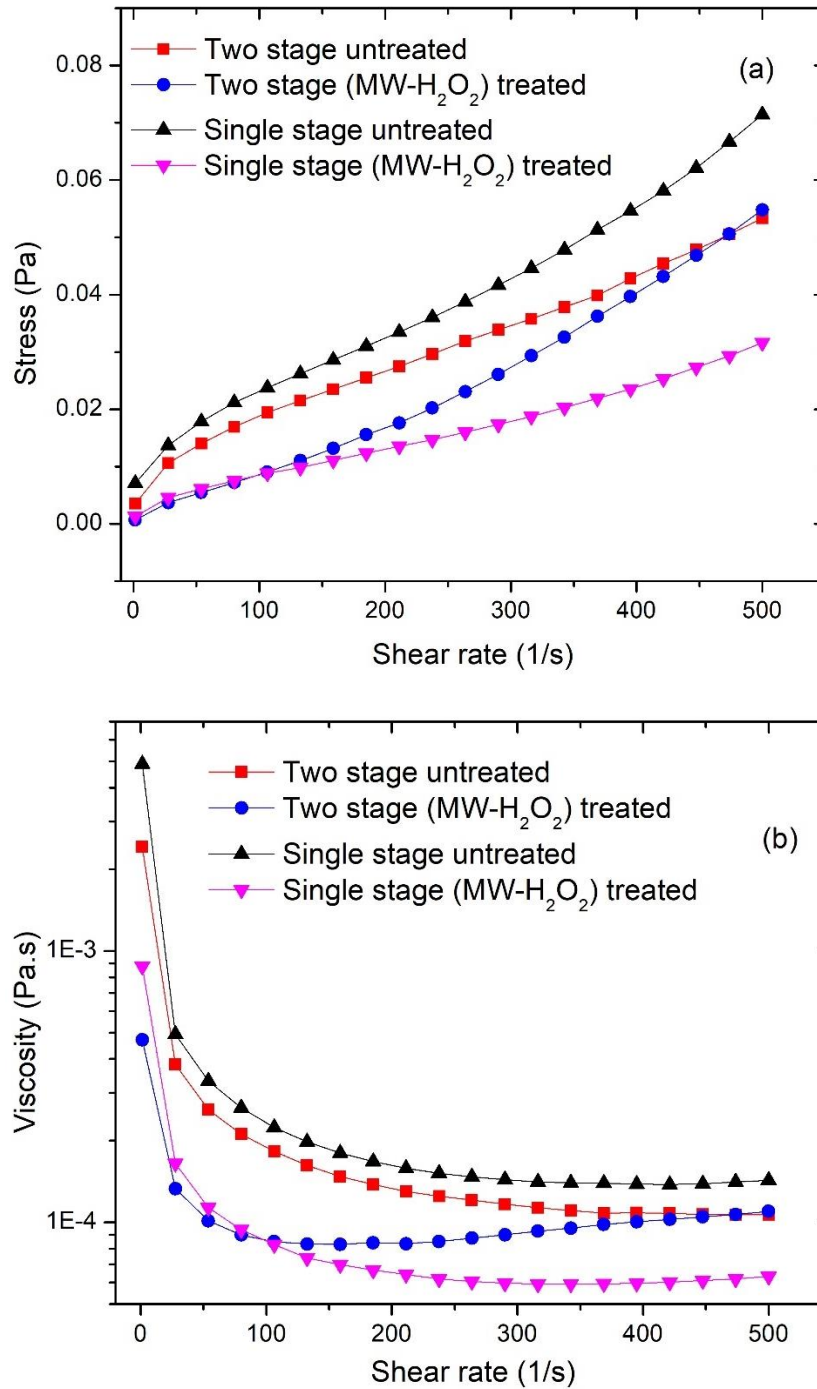 Two stage untreated
Two stage (MW-H₂O₂) treated
Single stage untreated
Single stage (MW-H₂O₂) treated
(a)
0.08
0.06
0.04
0.02
0.00
Stress (Pa)
0 100 200 300 400 500
Shear rate (1/s)
Two stage untreated
Two stage (MW-H₂O₂) treated
Single stage untreated
Single stage (MW-H₂O₂) treated
(b)
1E-3
1E-4
Viscosity (Pa.s)
0 100 200 300 400 500
Shear rate (1/s)